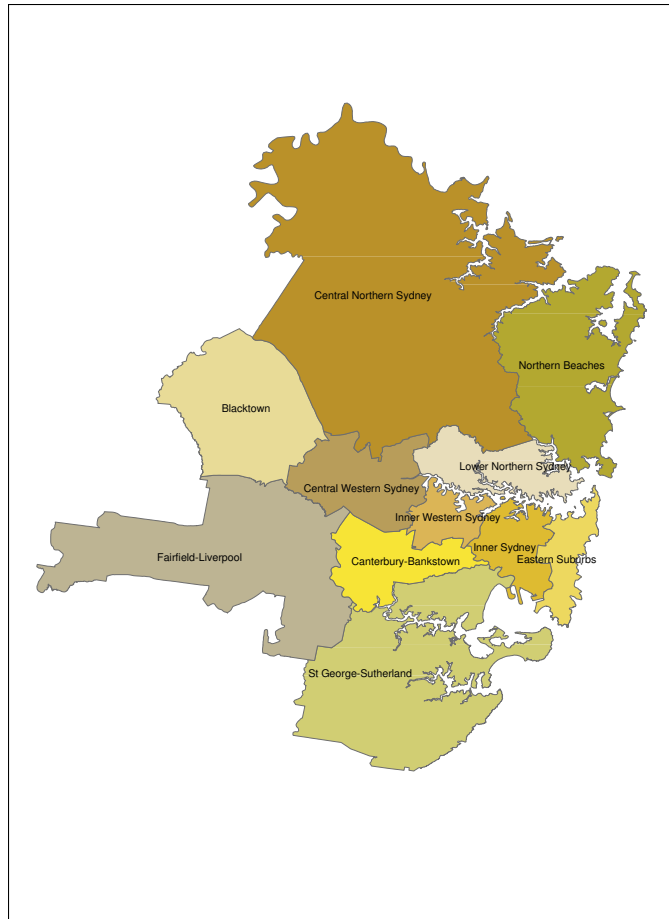 Central Northern Sydney
Northern Beaches
Blacktown
Lower Northern Sydney
Central Western Sydney
Inner Western Sydney
Inner Sydney
Fairfield-Liverpool
Canterbury-Bankstown
Eastern Suburbs
St George-Sutherland